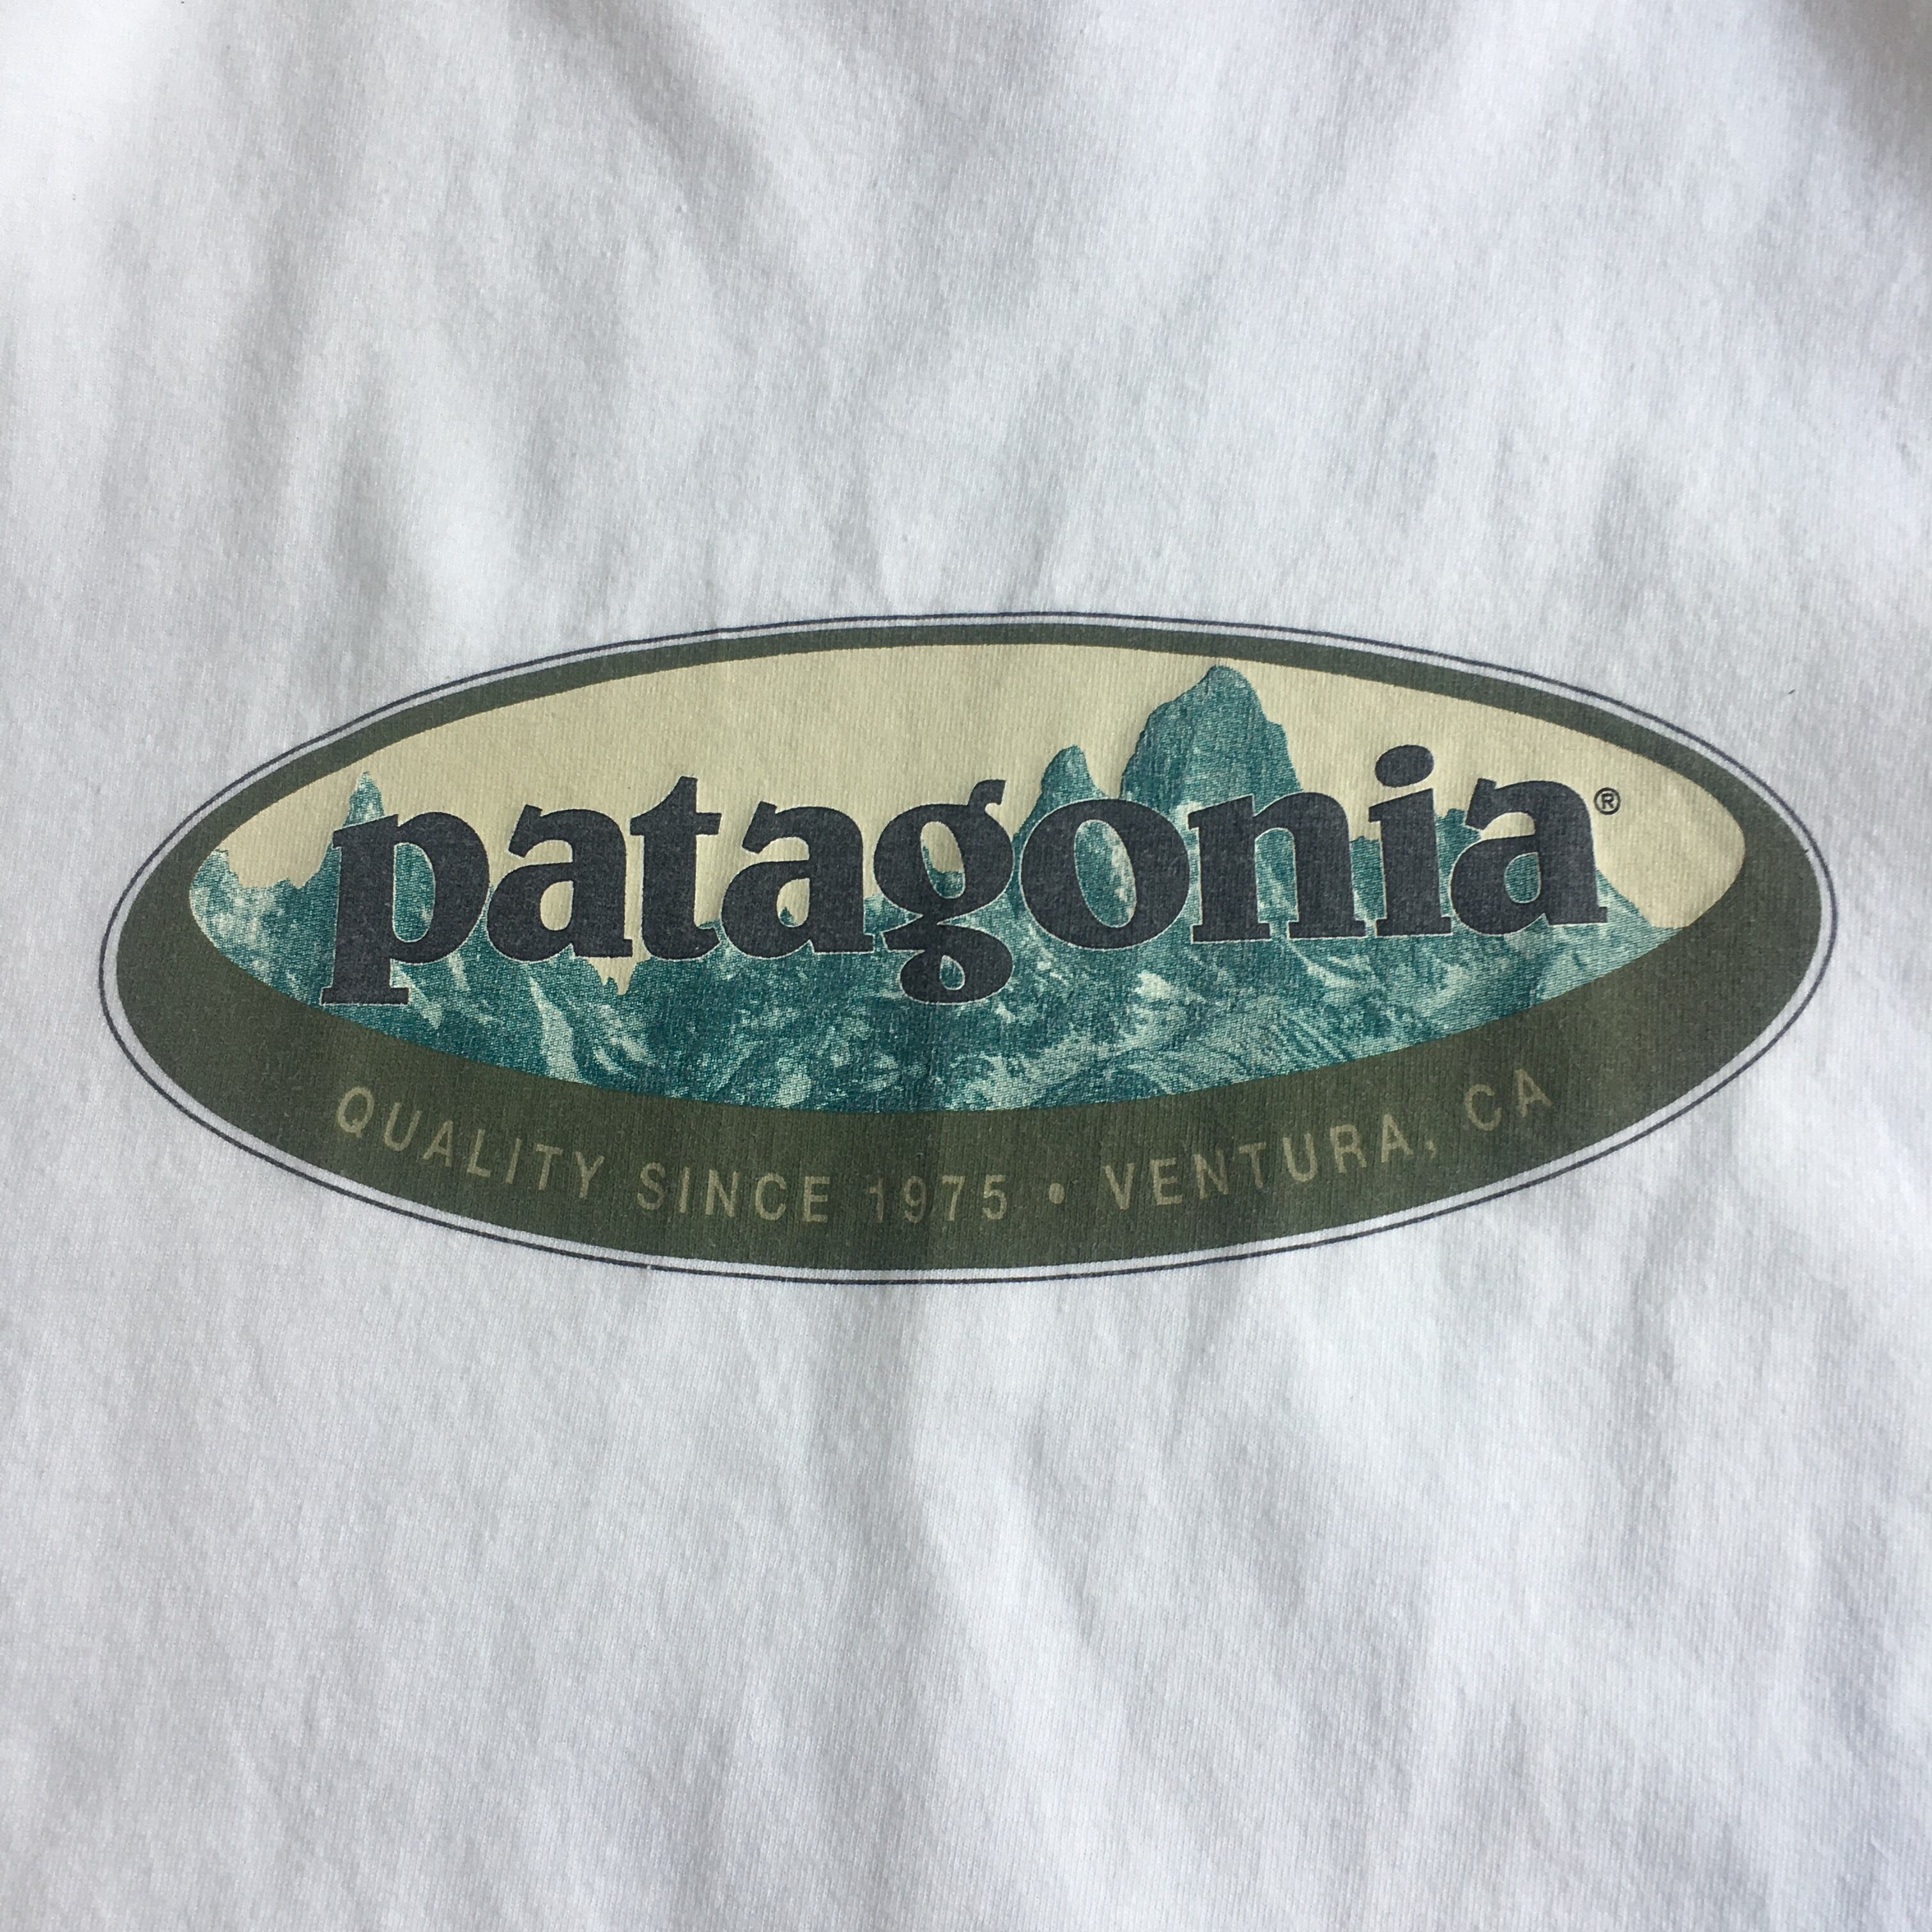 patagonia®
QUALITY SINCE 1975 • VENTURA, CA